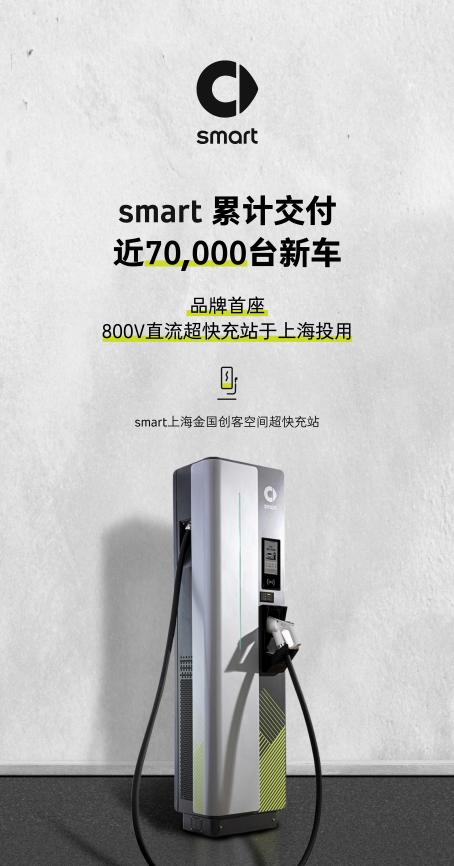 smart
smart 累计交付
近70,000台新车
品牌首座
800V直流超快充站于上海投用
smart上海金国创客空间超快充站
smart